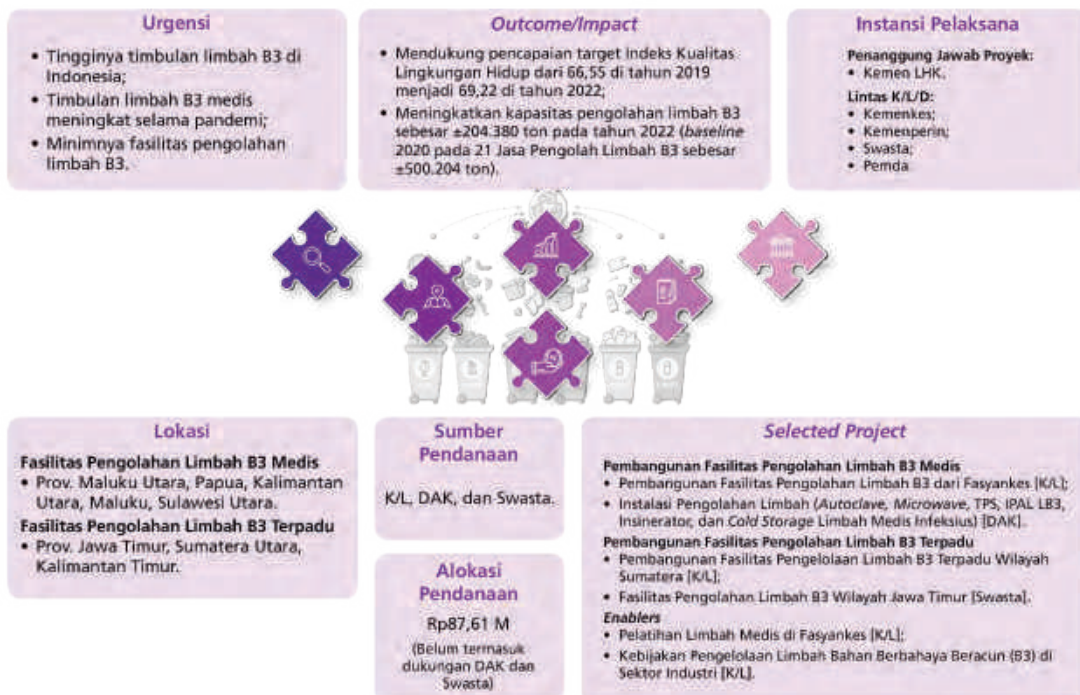 Urgensi
• Tingginya timbulan limbah B3 di
Indonesia;
• Timbulan limbah B3 medis
meningkat selama pandemi;
• Minimnya fasilitas pengolahan
limbah B3.
Outcome/Impact
• Mendukung pencapaian target Indeks Kualitas
Lingkungan Hidup dari 66,55 di tahun 2019
menjadi 69,22 di tahun 2022;
• Meningkatkan kapasitas pengolahan limbah B3
sebesar ±204.380 ton pada tahun 2022 (baseline
2020 pada 21 Jasa Pengolah Limbah B3 sebesar
±500.204 ton).
Instansi Pelaksana
Penanggung Jawab Proyek:
• Kemen LHK.
Lintas K/L/D:
• Kemenkes;
• Kemenperin;
• Swasta;
• Pemda.
Lokasi
Fasilitas Pengolahan Limbah B3 Medis
• Prov. Maluku Utara, Papua, Kalimantan
Utara, Maluku, Sulawesi Utara.
Fasilitas Pengolahan Limbah B3 Terpadu
• Prov. Jawa Timur, Sumatera Utara,
Kalimantan Timur.
Sumber
Pendanaan
K/L, DAK, dan Swasta.
Alokasi
Pendanaan
Rp87,61 M
(Belum termasuk
dukungan DAK dan
Swasta)
Selected Project
Pembangunan Fasilitas Pengolahan Limbah B3 Medis
• Pembangunan Fasilitas Pengolahan Limbah B3 dari Fasyankes [K/L];
• Instalasi Pengolahan Limbah (Autoclave, Microwave, TPS, IPAL LB3,
Insinerator, dan Cold Storage Limbah Medis Infeksius) [DAK].
Pembangunan Fasilitas Pengolahan Limbah B3 Terpadu
• Pembangunan Fasilitas Pengelolaan Limbah B3 Terpadu Wilayah
Sumatera [K/L];
• Fasilitas Pengolahan Limbah B3 Wilayah Jawa Timur [Swasta].
Enablers
• Pelatihan Limbah Medis di Fasyankes [K/L];
• Kebijakan Pengelolaan Limbah Bahan Berbahaya Beracun (B3) di
Sektor Industri [K/L].